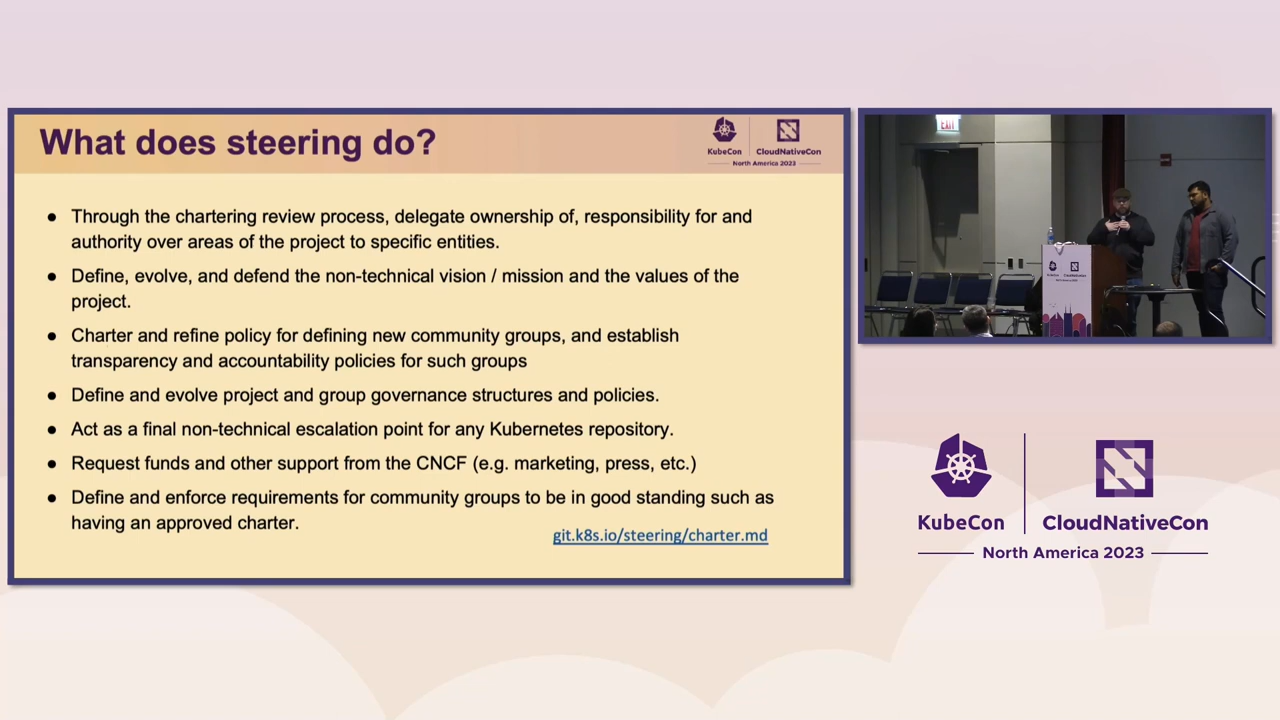 What does steering do?
KubeCon
CloudNativeCon
North America 2023
● Through the chartering review process, delegate ownership of, responsibility for and
authority over areas of the project to specific entities.
● Define, evolve, and defend the non-technical vision / mission and the values of the
project.
● Charter and refine policy for defining new community groups, and establish
transparency and accountability policies for such groups
● Define and evolve project and group governance structures and policies.
● Act as a final non-technical escalation point for any Kubernetes repository.
● Request funds and other support from the CNCF (e.g. marketing, press, etc.)
● Define and enforce requirements for community groups to be in good standing such as
having an approved charter.
git.k8s.io/steering/charter.md
EXIT
KubeCon
CloudNativeCon
KubeCon
CloudNativeCon
North America 2023